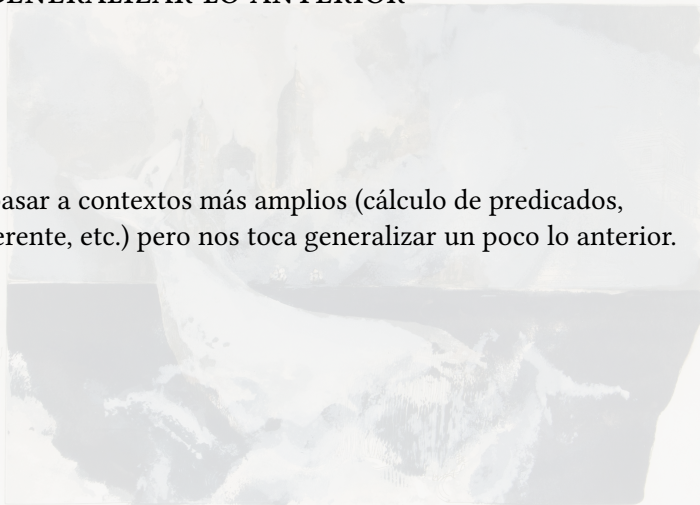 GENERALIZAR LO ANTERIOR
asar a contextos más amplios (cálculo de predicados,
erente, etc.) pero nos toca generalizar un poco lo anterior.